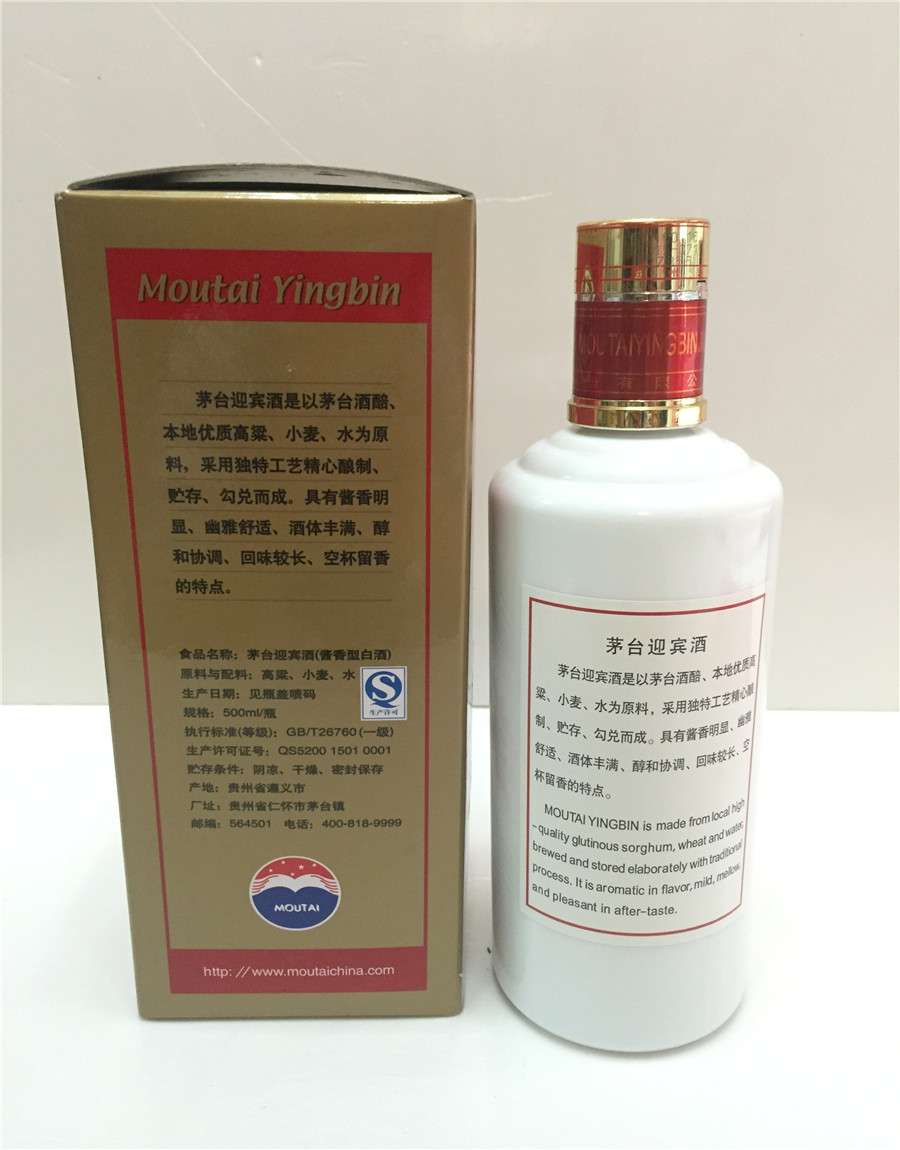 Moutai Yingbin
茅台迎宾酒是以茅台酒醅、
本地优质高粱、小麦、水为原
料，采用独特工艺精心酿制、
贮存、勾兑而成。具有酱香明
显、幽雅舒适、酒体丰满、醇
和协调、回味较长、空杯留香
的特点。
食品名称：茅台迎宾酒(酱香型白酒)
原料与配料：高粱、小麦、水
生产日期：见瓶盖喷码
规格：500ml/瓶
执行标准(等级)：GB/T26760(一级)
生产许可证号：QS5200 1501 0001
贮存条件：阴凉、干燥、密封保存
产地：贵州省遵义市
厂址：贵州省仁怀市茅台镇
邮编：564501 电话：400-818-9999
生产许可
MOUTAI
http://www.moutaichina.com
MOUTAIYINGBIN
有限公
茅台迎宾酒
茅台迎宾酒是以茅台酒醅、本地优质高
粱、小麦、水为原料，采用独特工艺精心酿
制、贮存、勾兑而成。具有酱香明显、幽雅
舒适、酒体丰满、醇和协调、回味较长、空
杯留香的特点。
MOUTAI YINGBIN is made from local high
-quality glutinous sorghum, wheat and water,
brewed and stored elaborately with traditional
process. It is aromatic in flavor, mild, mellow,
and pleasant in after-taste.